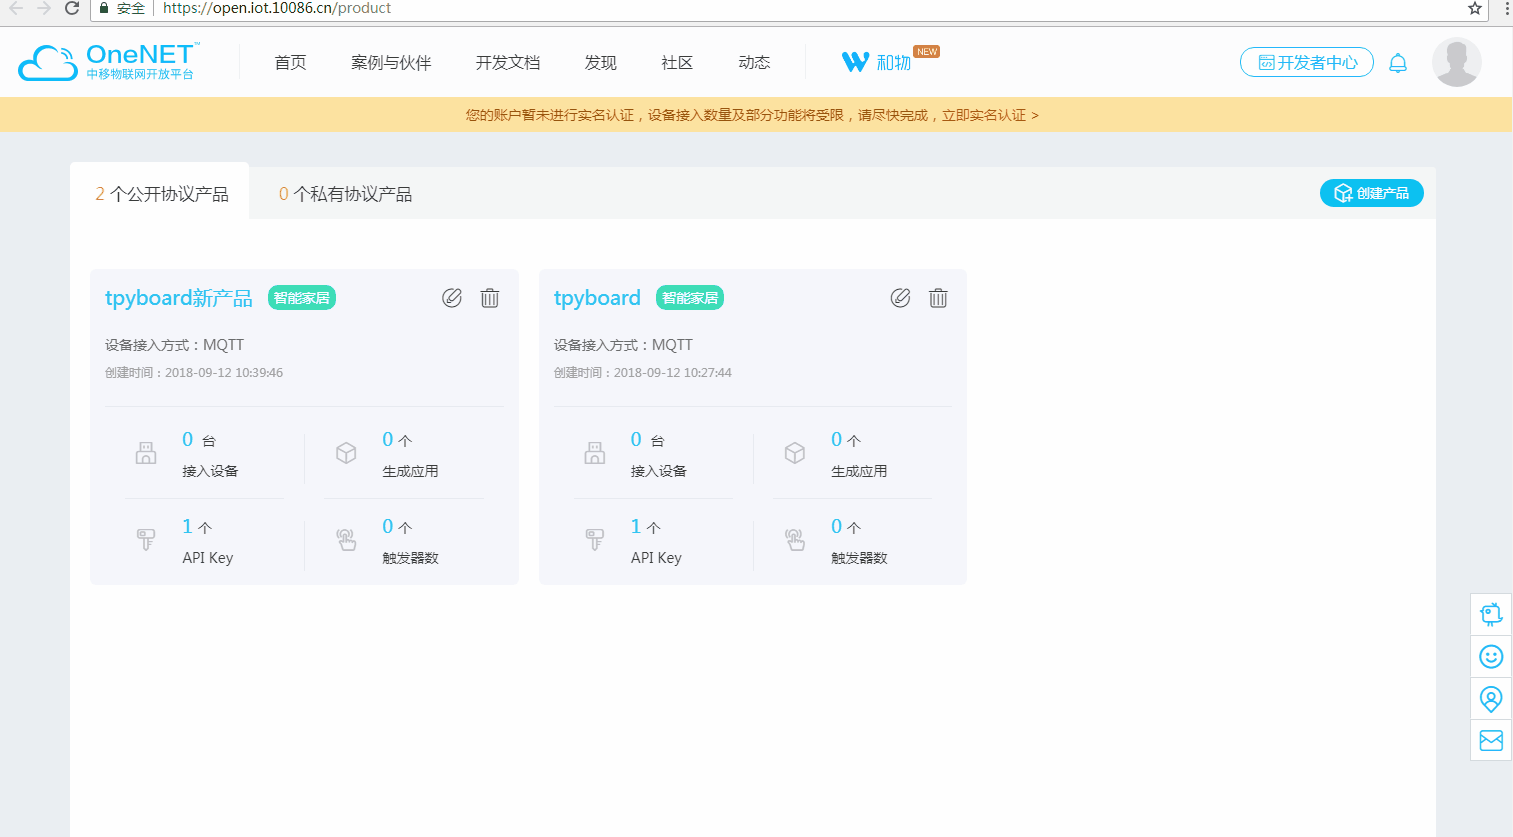 安全 https://open.iot.10086.cn/product
OneNET™
中移物联网开放平台
首页 案例与伙伴 开发文档 发现 社区 动态 和物 NEW 开发者中心
您的账户暂未进行实名认证，设备接入数量及部分功能将受限，请尽快完成，立即实名认证 >
2 个公开协议产品 0 个私有协议产品 创建产品
tpyboard新产品 智能家居
设备接入方式：MQTT
创建时间：2018-09-12 10:39:46
0 台 0 个
接入设备 生成应用
1 个 0 个
API Key 触发器数
tpyboard 智能家居
设备接入方式：MQTT
创建时间：2018-09-12 10:27:44
0 台 0 个
接入设备 生成应用
1 个 0 个
API Key 触发器数